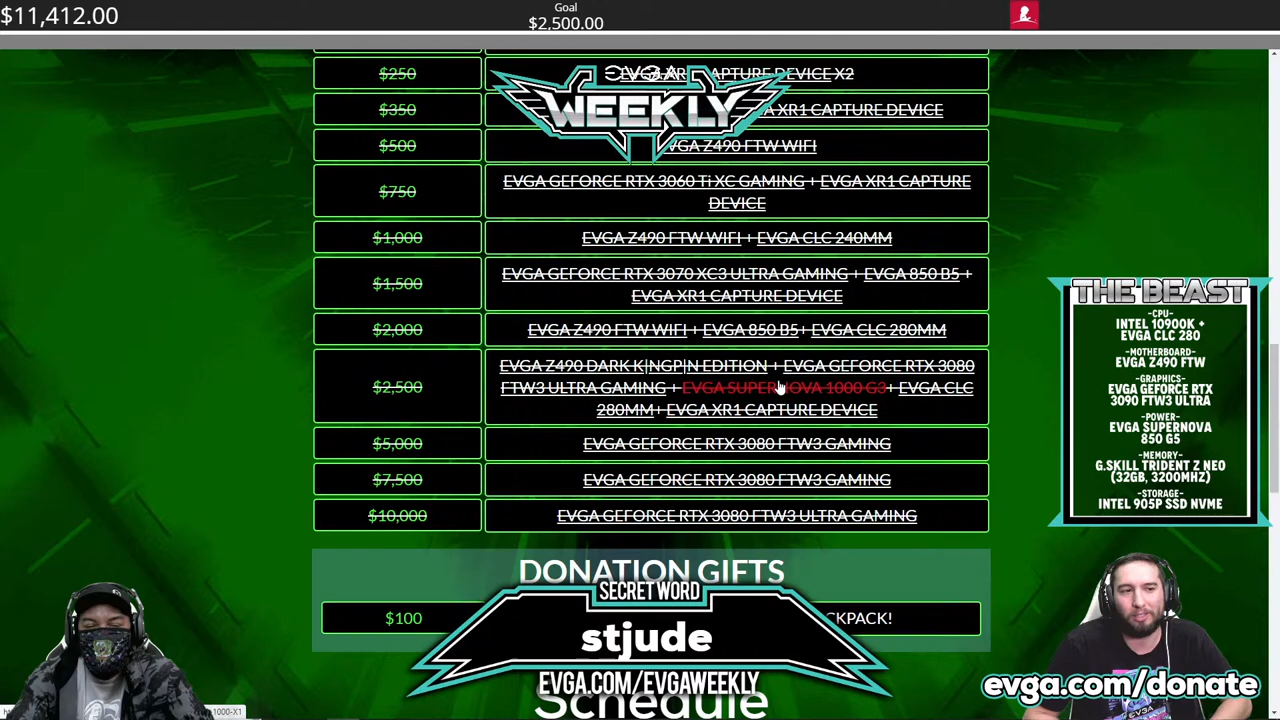 $11,412.00
Goal
$2,500.00
$250
CAPTURE DEVICE X2
EVGA
WEEKLY
$350
XR1 CAPTURE DEVICE
$500
EVGA Z490 FTW WIFI
$750
EVGA GEFORCE RTX 3060 Ti XC GAMING + EVGA XR1 CAPTURE
DEVICE
$1,000
EVGA Z490 FTW WIFI + EVGA CLC 240MM
$1,500
EVGA GEFORCE RTX 3070 XC3 ULTRA GAMING + EVGA 850 B5 +
EVGA XR1 CAPTURE DEVICE
$2,000
EVGA Z490 FTW WIFI + EVGA 850 B5+ EVGA CLC 280MM
$2,500
EVGA Z490 DARK K|NGP|N EDITION + EVGA GEFORCE RTX 3080
FTW3 ULTRA GAMING + EVGA SUPERNOVA 1000 G3+ EVGA CLC
280MM+ EVGA XR1 CAPTURE DEVICE
$5,000
EVGA GEFORCE RTX 3080 FTW3 GAMING
$7,500
EVGA GEFORCE RTX 3080 FTW3 GAMING
$10,000
EVGA GEFORCE RTX 3080 FTW3 ULTRA GAMING
DONATION GIFTS
$100
CKPACK!
SECRET WORD
stjude
EVGA.COM/EVGAWEEKLY
Schedule
THE BEAST
-CPU-
INTEL 10900K +
EVGA CLC 280
-MOTHERBOARD-
EVGA Z490 FTW
-GRAPHICS-
EVGA GEFORCE RTX
3090 FTW3 ULTRA
-POWER-
EVGA SUPERNOVA
850 G5
-MEMORY-
G.SKILL TRIDENT Z NEO
(32GB, 3200MHZ)
-STORAGE-
INTEL 905P SSD NVME
evga.com/donate
1000-X1